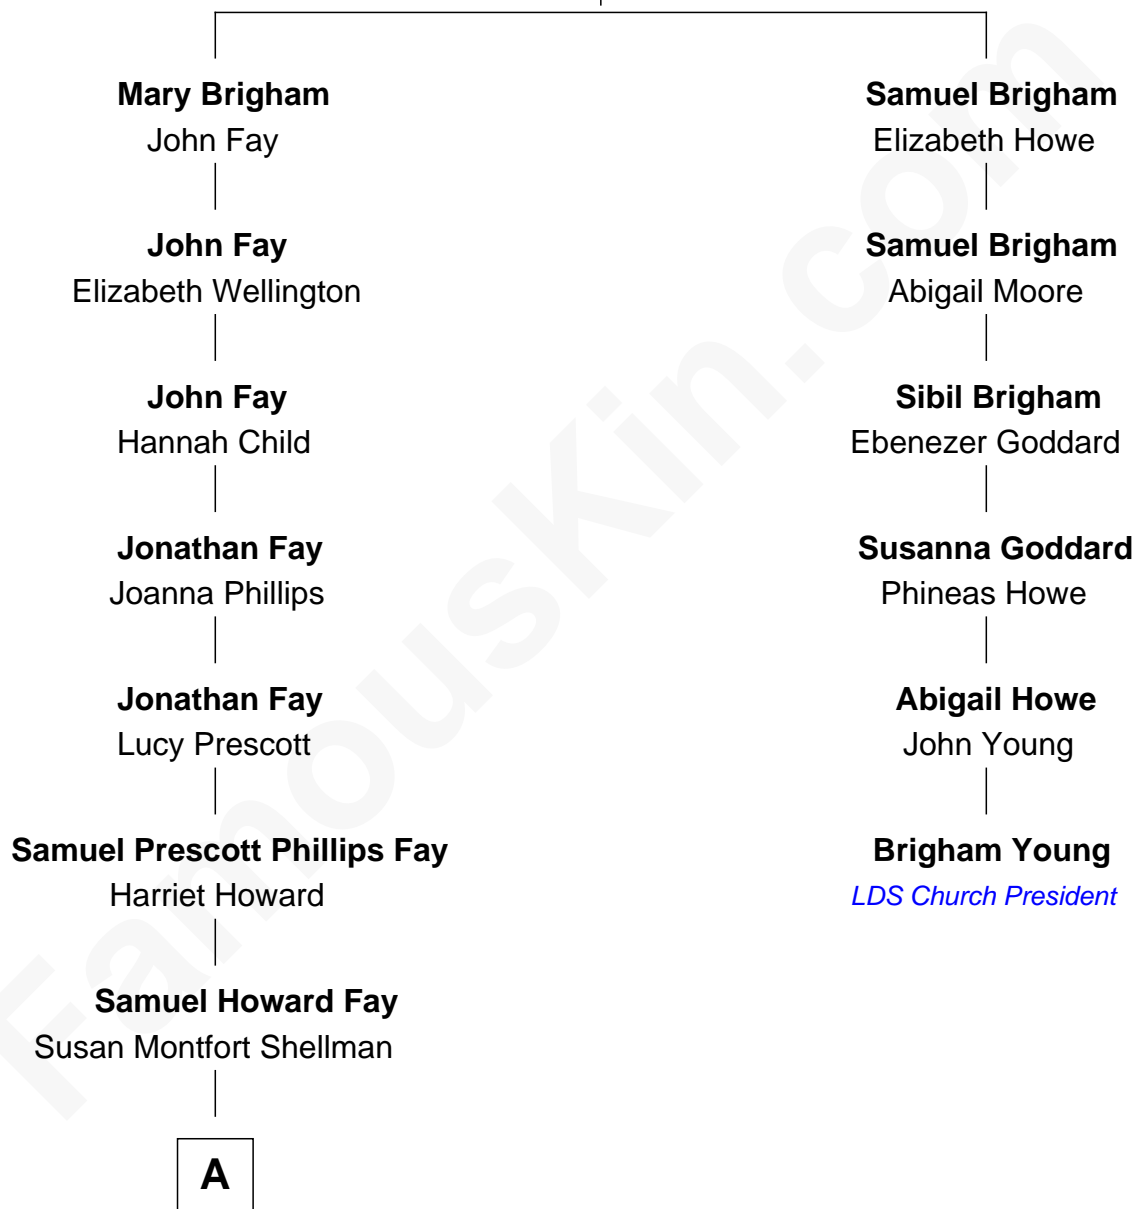 Mary Brigham
John Fay
Samuel Brigham
Elizabeth Howe
John Fay
Elizabeth Wellington
Samuel Brigham
Abigail Moore
John Fay
Hannah Child
Sibil Brigham
Ebenezer Goddard
Jonathan Fay
Joanna Phillips
Susanna Goddard
Phineas Howe
Jonathan Fay
Lucy Prescott
Abigail Howe
John Young
Samuel Prescott Phillips Fay
Harriet Howard
Brigham Young
LDS Church President
Samuel Howard Fay
Susan Montfort Shellman
A
FamousKin.com